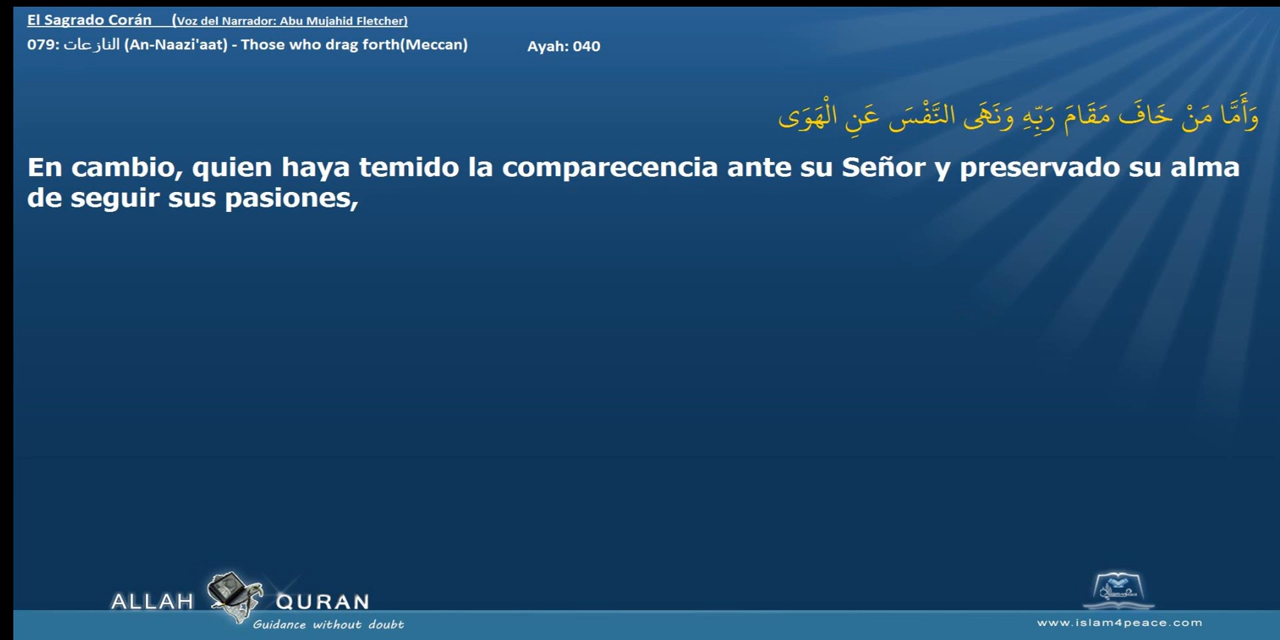 El Sagrado Corán (Voz del Narrador: Abu Mujahid Fletcher)
079: النازعات (An-Naazi'aat) - Those who drag forth(Meccan) Ayah: 040
وَأَمَّا مَنْ خَافَ مَقَامَ رَبِّهِ وَنَهَى النَّفْسَ عَنِ الْهَوَى
En cambio, quien haya temido la comparecencia ante su Señor y preservado su alma
de seguir sus pasiones,
ALLAH QURAN
Guidance without doubt
www.islam4peace.com